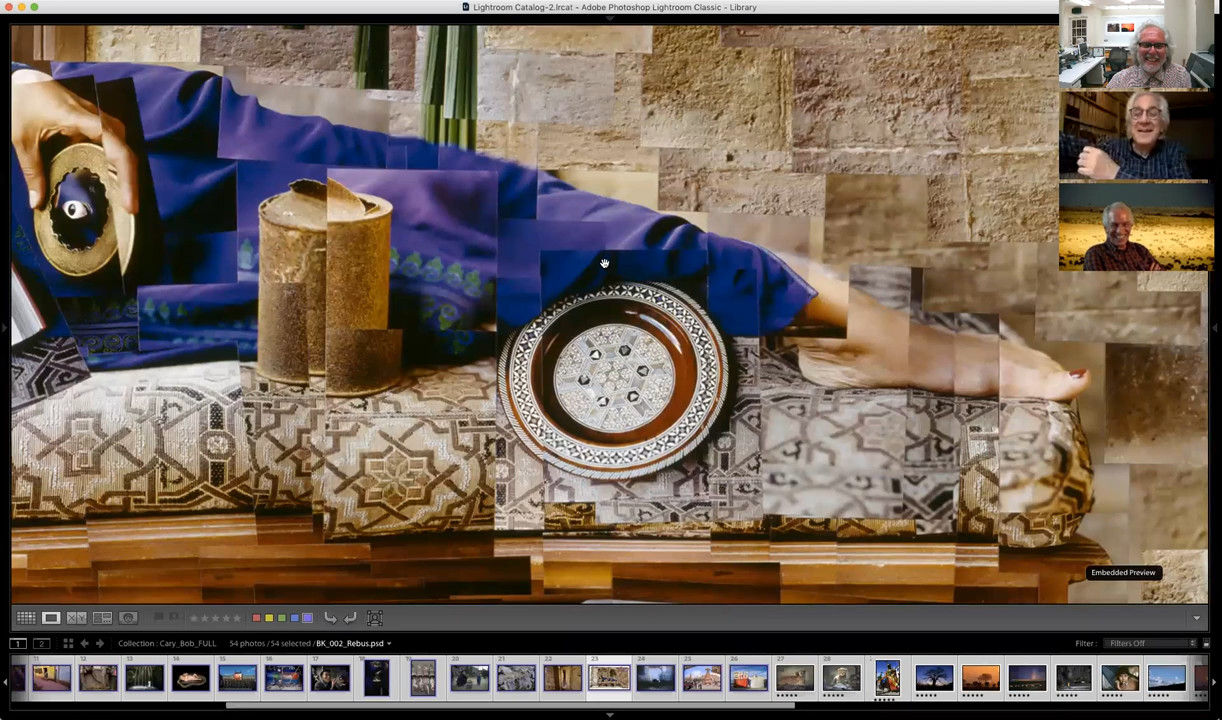 Lightroom Catalog-2.lrcat - Adobe Photoshop Lightroom Classic - Library
Embedded Preview
1 2 Collection : Cary_Bob_FULL 54 photos / 54 selected / BK_002_Rebus.psd Filter : Filters Off
11 12 13 14 15 16 17 18 19 20 21 22 23 24 25 26 27 28